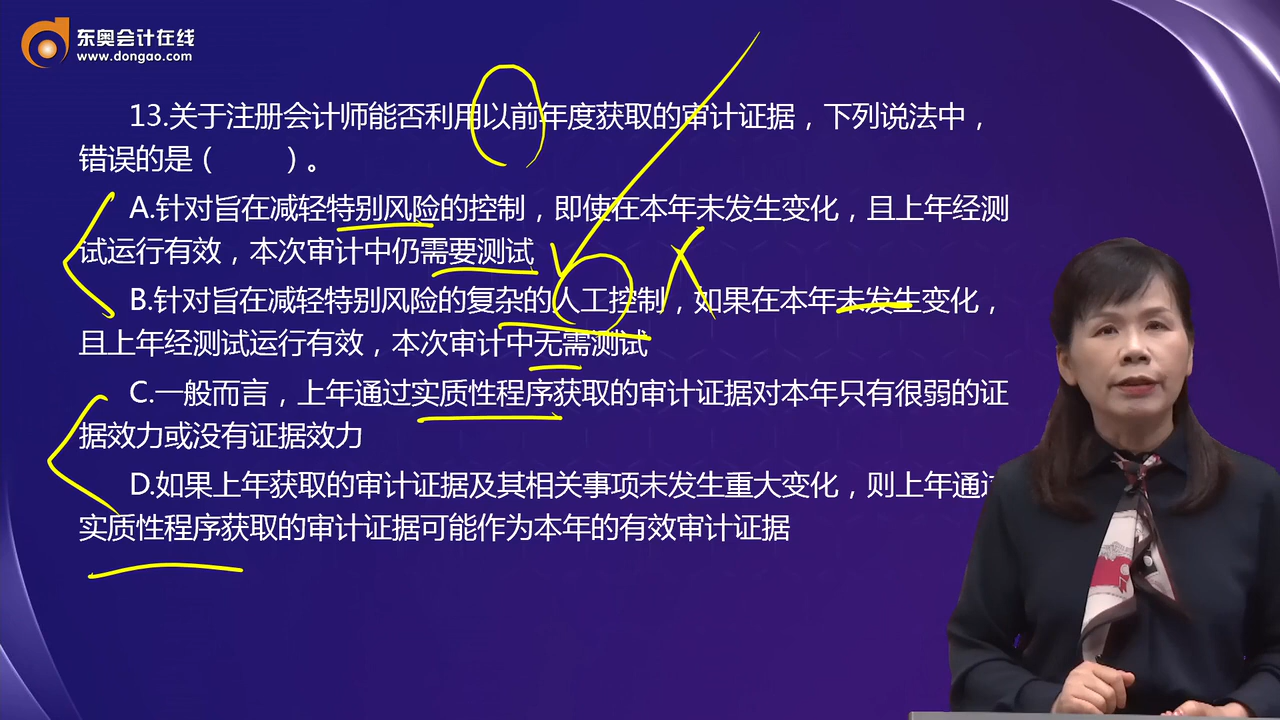 东奥会计在线
www.dongao.com
13.关于注册会计师能否利用以前年度获取的审计证据，下列说法中，
错误的是（　　）。
A.针对旨在减轻特别风险的控制，即使在本年未发生变化，且上年经测
试运行有效，本次审计中仍需要测试
B.针对旨在减轻特别风险的复杂的人工控制，如果在本年未发生变化，
且上年经测试运行有效，本次审计中无需测试
C.一般而言，上年通过实质性程序获取的审计证据对本年只有很弱的证
据效力或没有证据效力
D.如果上年获取的审计证据及其相关事项未发生重大变化，则上年通过
实质性程序获取的审计证据可能作为本年的有效审计证据